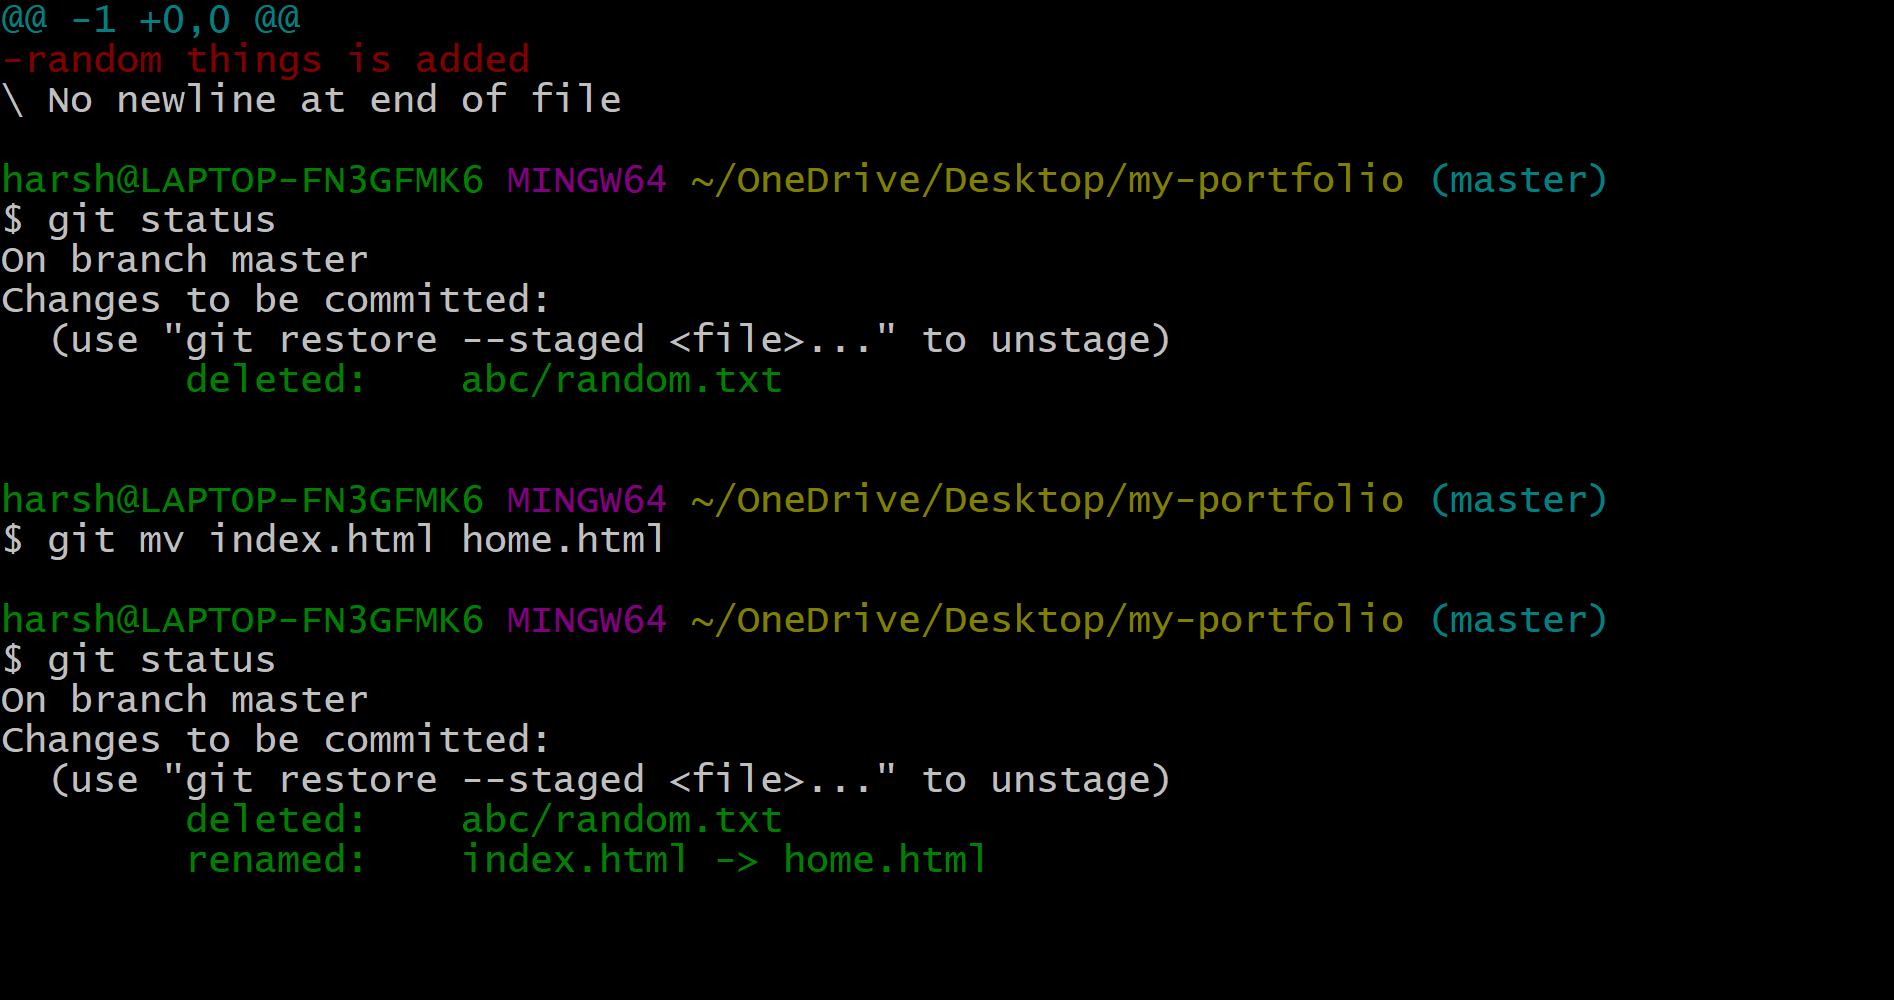 @@ -1 +0,0 @@
-random things is added
\ No newline at end of file
harsh@LAPTOP-FN3GFMK6 MINGW64 ~/OneDrive/Desktop/my-portfolio (master)
$ git status
On branch master
Changes to be committed:
  (use "git restore --staged <file>..." to unstage)
        deleted:    abc/random.txt
harsh@LAPTOP-FN3GFMK6 MINGW64 ~/OneDrive/Desktop/my-portfolio (master)
$ git mv index.html home.html
harsh@LAPTOP-FN3GFMK6 MINGW64 ~/OneDrive/Desktop/my-portfolio (master)
$ git status
On branch master
Changes to be committed:
  (use "git restore --staged <file>..." to unstage)
        deleted:    abc/random.txt
        renamed:    index.html -> home.html